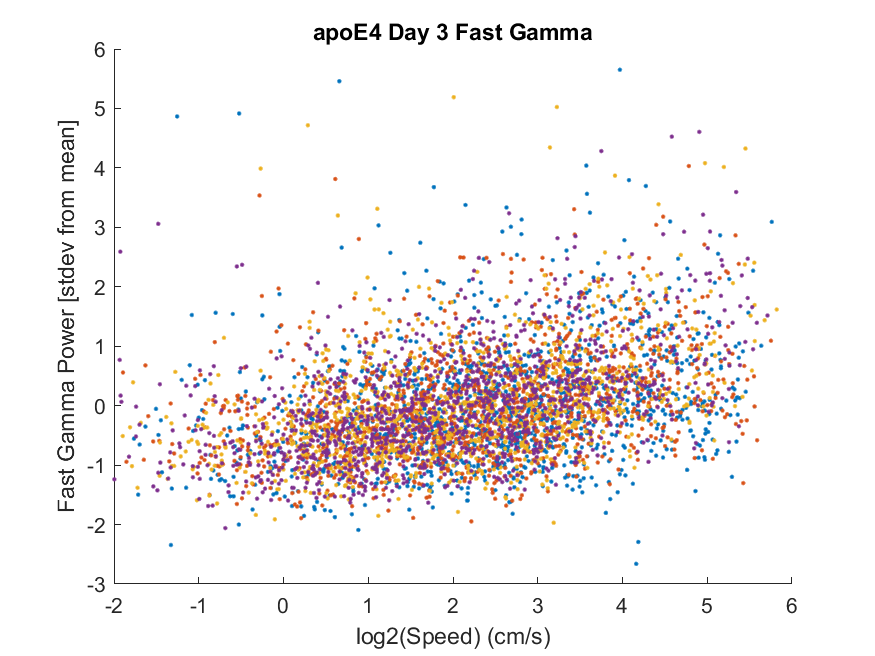 apoE4 Day 3 Fast Gamma
Fast Gamma Power [stdev from mean]
6
5
4
3
2
1
0
-1
-2
-3
-2 -1 0 1 2 3 4 5 6
log2(Speed) (cm/s)